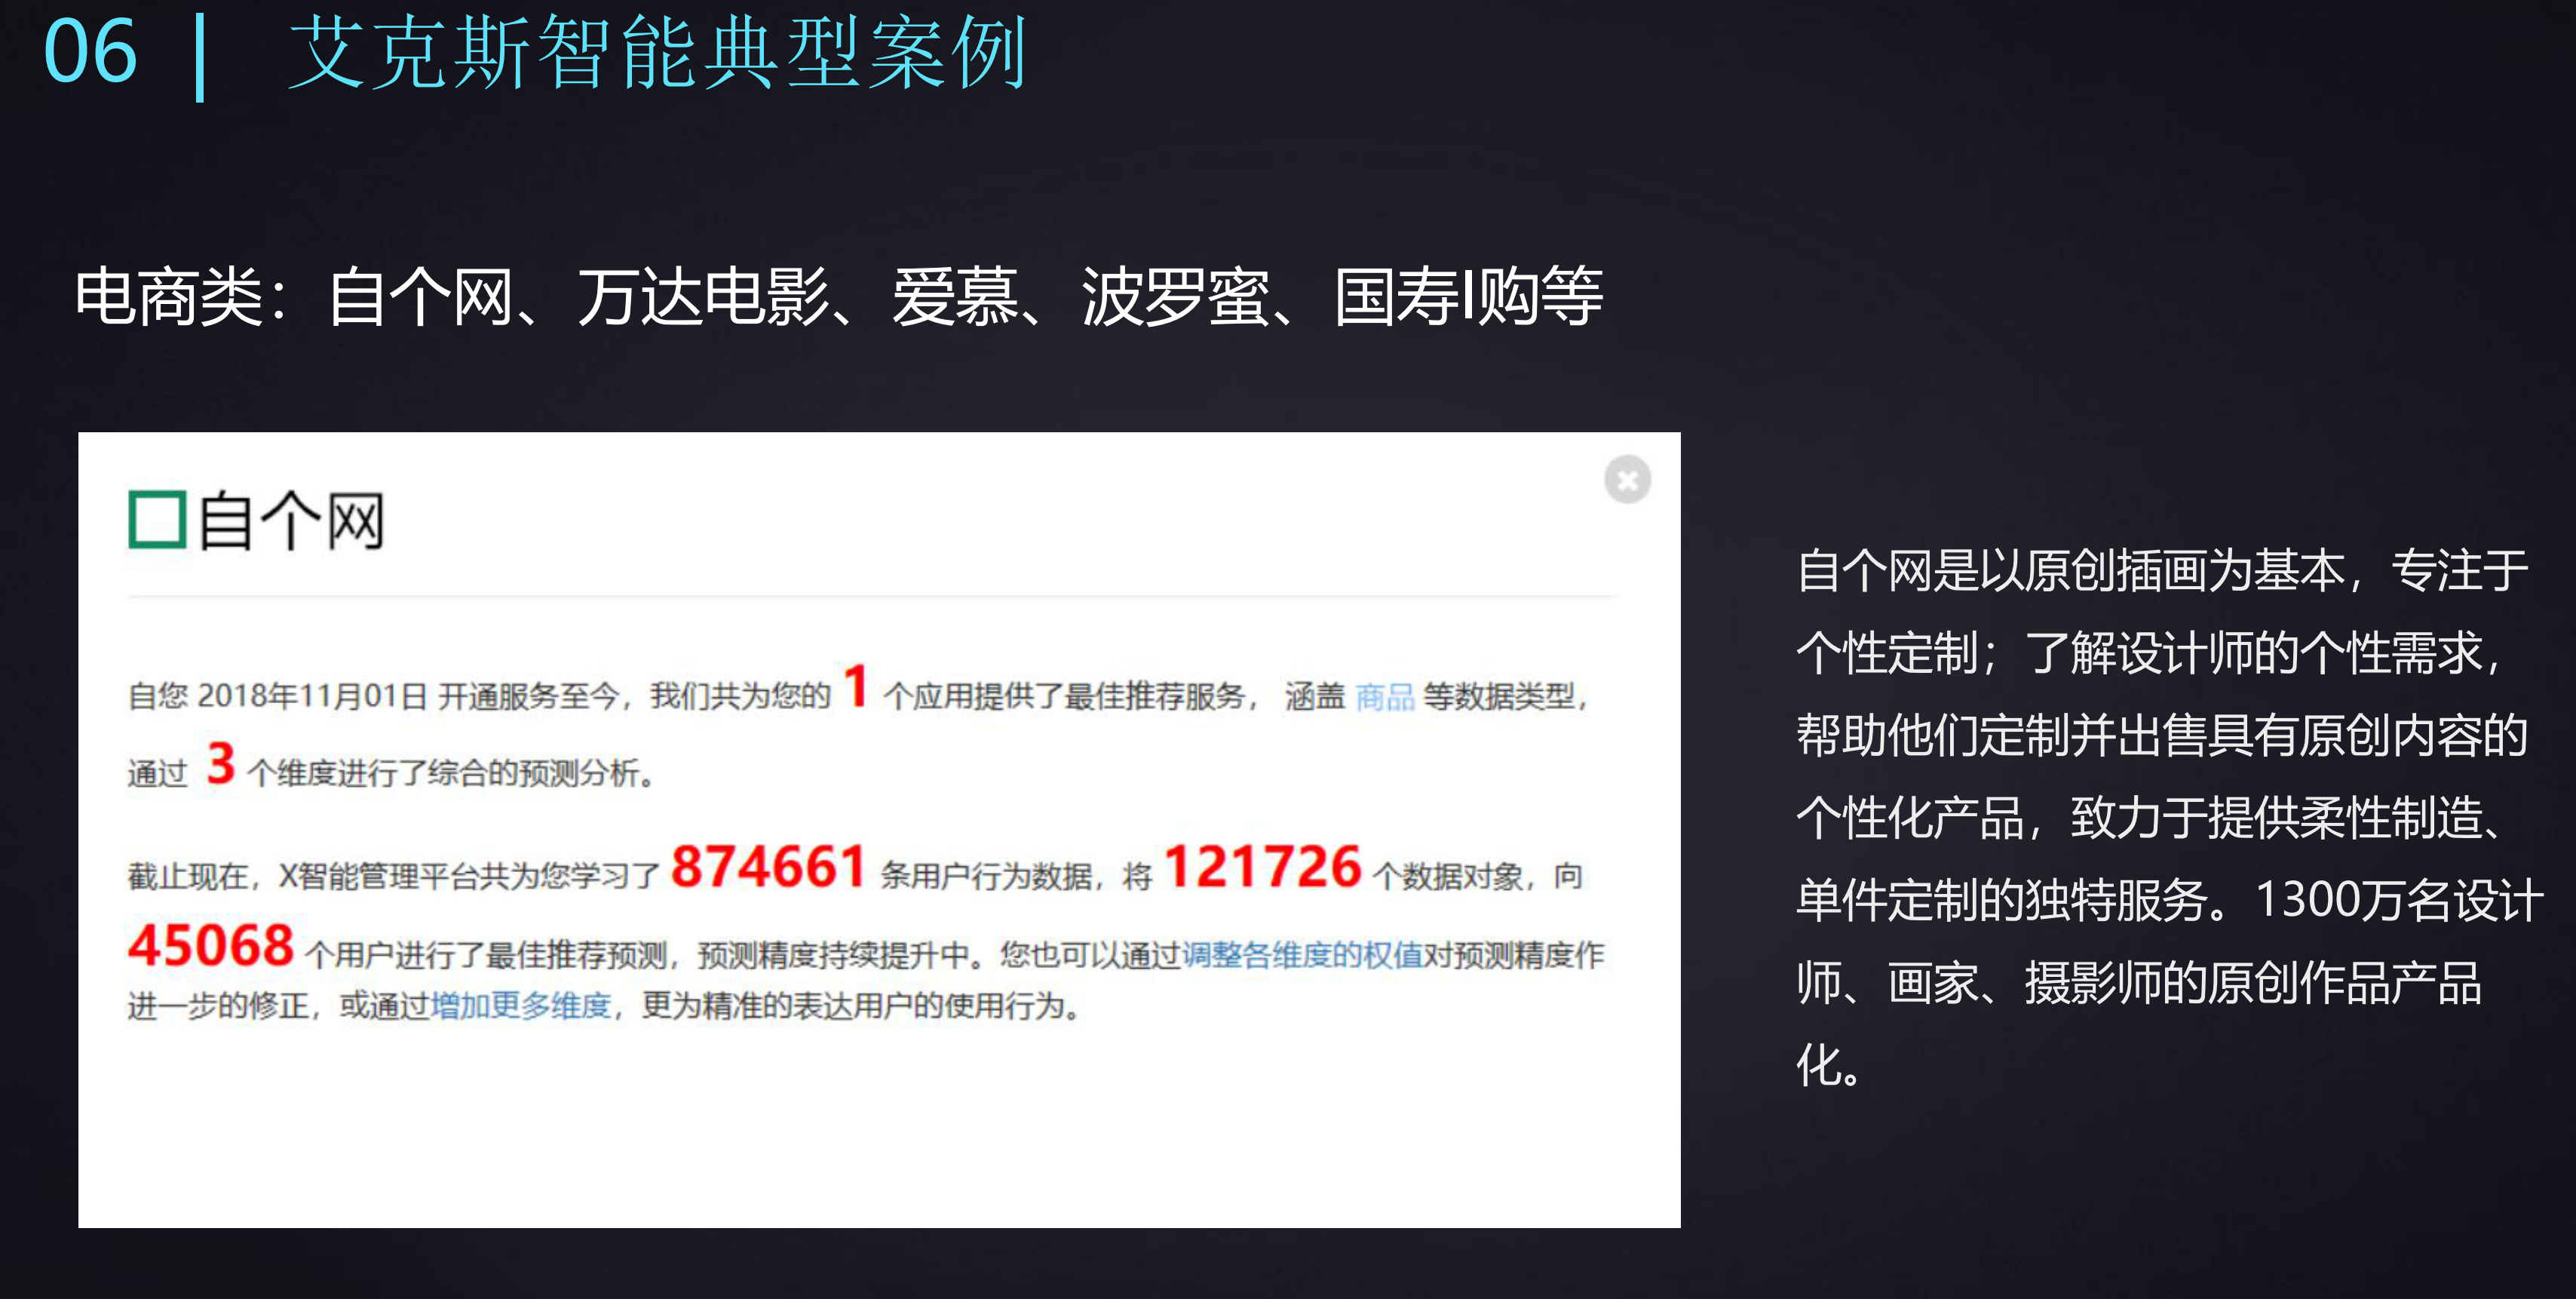 06 | 艾克斯智能典型案例
电商类：自个网、万达电影、爱慕、波罗蜜、国寿I购等
自个网
自您 2018年11月01日 开通服务至今，我们共为您的 1 个应用提供了最佳推荐服务， 涵盖 商品 等数据类型，
通过 3 个维度进行了综合的预测分析。
截止现在，X智能管理平台共为您学习了 874661 条用户行为数据，将 121726 个数据对象，向
45068 个用户进行了最佳推荐预测，预测精度持续提升中。您也可以通过调整各维度的权值对预测精度作
进一步的修正，或通过增加更多维度，更为精准的表达用户的使用行为。
自个网是以原创插画为基本，专注于
个性定制；了解设计师的个性需求，
帮助他们定制并出售具有原创内容的
个性化产品，致力于提供柔性制造、
单件定制的独特服务。1300万名设计
师、画家、摄影师的原创作品产品
化。